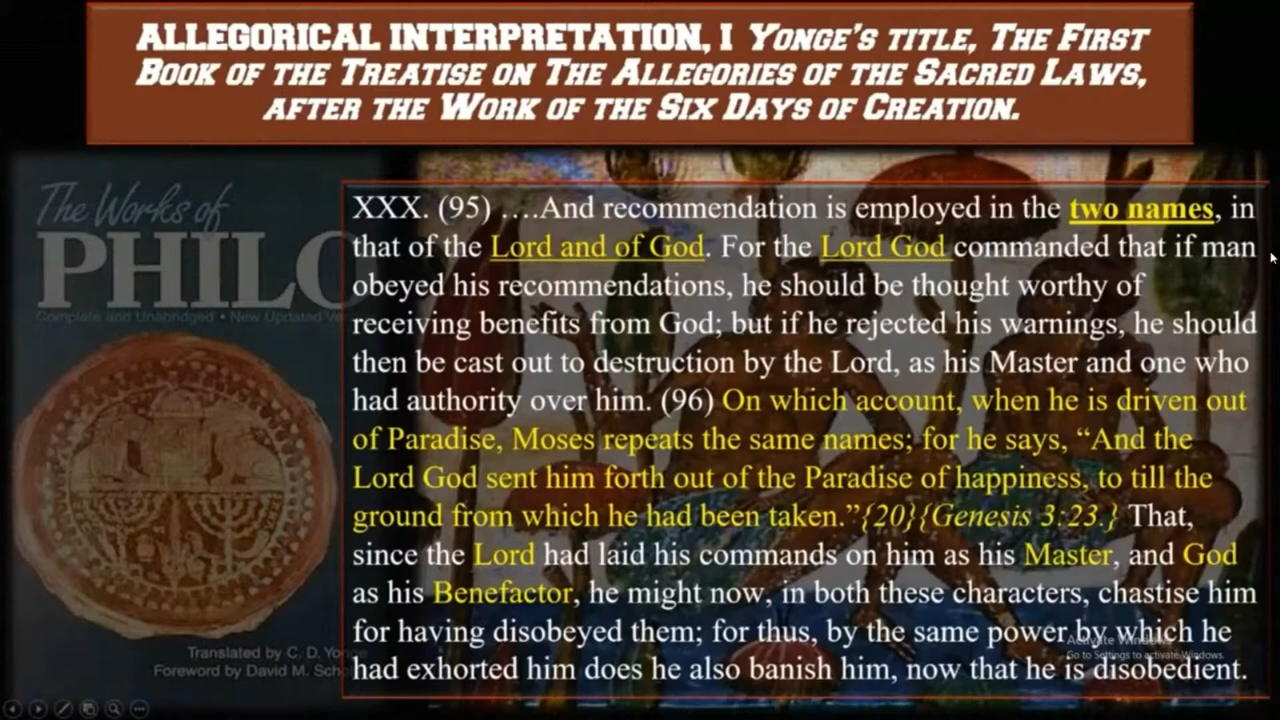 ALLEGORICAL INTERPRETATION, I YONGE'S TITLE, THE FIRST
BOOK OF THE TREATISE ON THE ALLEGORIES OF THE SACRED LAWS,
AFTER THE WORK OF THE SIX DAYS OF CREATION.
The Works of
PHILO
Complete and Unabridged • New Updated Ve
Translated by C. D. Yonge
Foreword by David M. Scho
XXX. (95) ….And recommendation is employed in the two names, in
that of the Lord and of God. For the Lord God commanded that if man
obeyed his recommendations, he should be thought worthy of
receiving benefits from God; but if he rejected his warnings, he should
then be cast out to destruction by the Lord, as his Master and one who
had authority over him. (96) On which account, when he is driven out
of Paradise, Moses repeats the same names; for he says, “And the
Lord God sent him forth out of the Paradise of happiness, to till the
ground from which he had been taken.”{20}{Genesis 3:23.} That,
since the Lord had laid his commands on him as his Master, and God
as his Benefactor, he might now, in both these characters, chastise him
for having disobeyed them; for thus, by the same power by which he
had exhorted him does he also banish him, now that he is disobedient.
Activate Windows
Go to Settings to activate Windows.